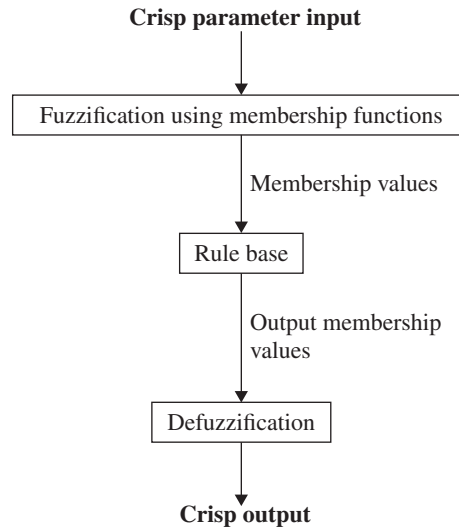 Crisp parameter input
Fuzzification using membership functions
Membership values
Rule base
Output membership
values
Defuzzification
Crisp output